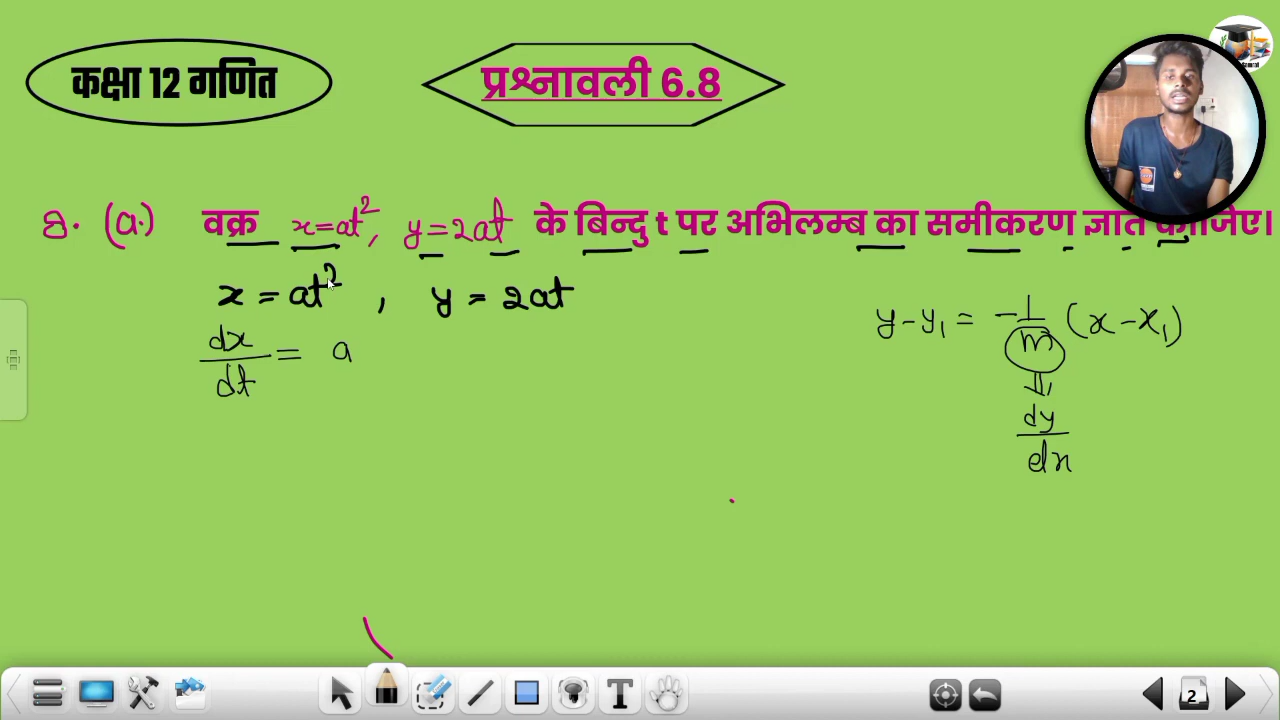 कक्षा 12 गणित
प्रश्नावली 6.8
8. (a.) वक्र x=at², y=2at के बिन्दु t पर अभिलम्ब का समीकरण ज्ञात कीजिए।
x = at² , y = 2at
dx/dt = a
y-y₁ = -1/m (x-x₁)
dy/dx
2